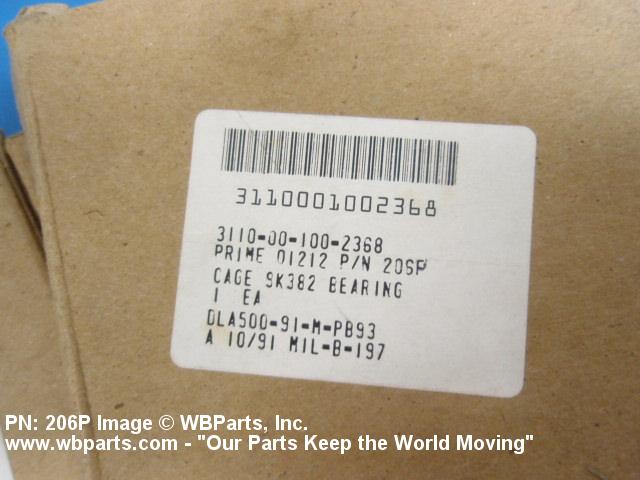 3110001002368
3110-00-100-2368
PRIME 01212 P/N 206P
CAGE 9K382 BEARING
1 EA
DLA500-91-M-PB93
A 10/91 MIL-B-197
PN: 206P Image © WBParts, Inc.
www.wbparts.com - "Our Parts Keep the World Moving"